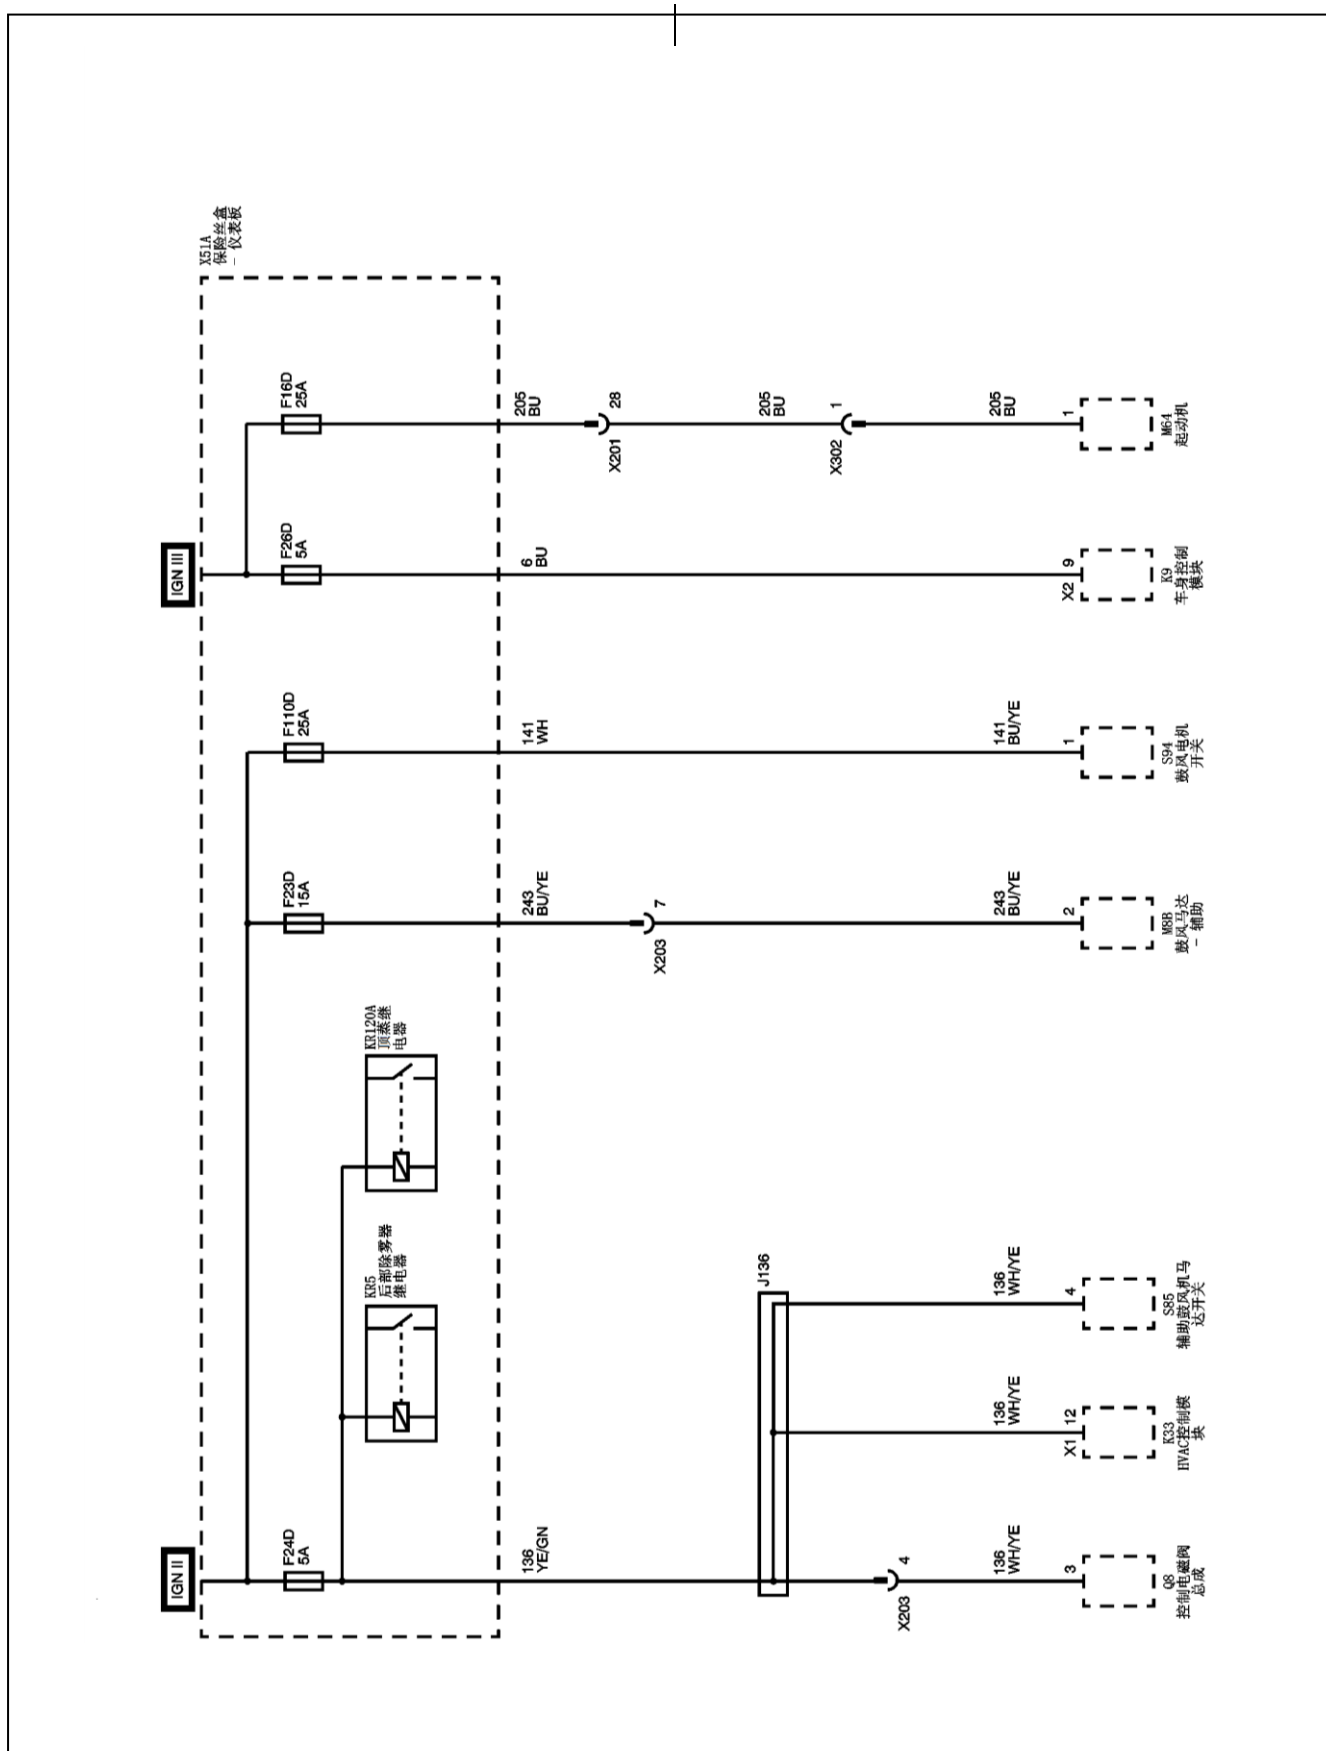 X51A
保险丝盒
- 仪表板
IGN II
F24D
5A
KR5
后部除雾器
继电器
KR120A
顶蒸继
电器
F23D
15A
F110D
25A
IGN III
F26D
5A
F16D
25A
136
YE/GN
243
BU/YE
141
WH
6
BU
205
BU
X201
28
X203
7
J136
205
BU
X302
1
X203
4
136
WH/YE
136
WH/YE
136
WH/YE
243
BU/YE
141
BU/YE
205
BU
3
X1
12
4
2
1
X2
9
1
Q8
控制电磁阀
总成
K33
HVAC控制模
块
S85
辅助鼓风机马
达开关
M8B
鼓风马达
- 辅助
S94
鼓风电机
开关
K9
车身控制
模块
M64
起动机